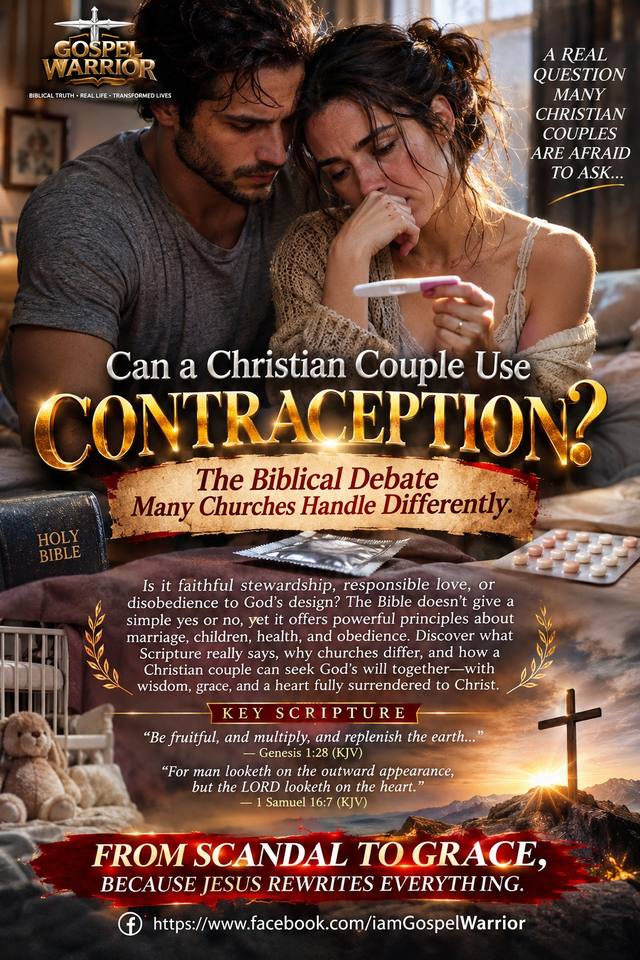 GOSPEL
WARRIOR
BIBLICAL TRUTH • REAL LIFE • TRANSFORMED LIVES
A REAL
QUESTION
MANY
CHRISTIAN
COUPLES
ARE AFRAID
TO ASK...
Can a Christian Couple Use
CONTRACEPTION?
The Biblical Debate
Many Churches Handle Differently.
HOLY
BIBLE
Is it faithful stewardship, responsible love, or
disobedience to God's design? The Bible doesn't give a
simple yes or no, yet it offers powerful principles about
marriage, children, health, and obedience. Discover what
Scripture really says, why churches differ, and how a
Christian couple can seek God's will together—with
wisdom, grace, and a heart fully surrendered to Christ.
KEY SCRIPTURE
“Be fruitful, and multiply, and replenish the earth...”
— Genesis 1:28 (KJV)
“For man looketh on the outward appearance,
but the LORD looketh on the heart.”
— 1 Samuel 16:7 (KJV)
FROM SCANDAL TO GRACE,
BECAUSE JESUS REWRITES EVERYTHING.
https://www.facebook.com/iamGospelWarrior